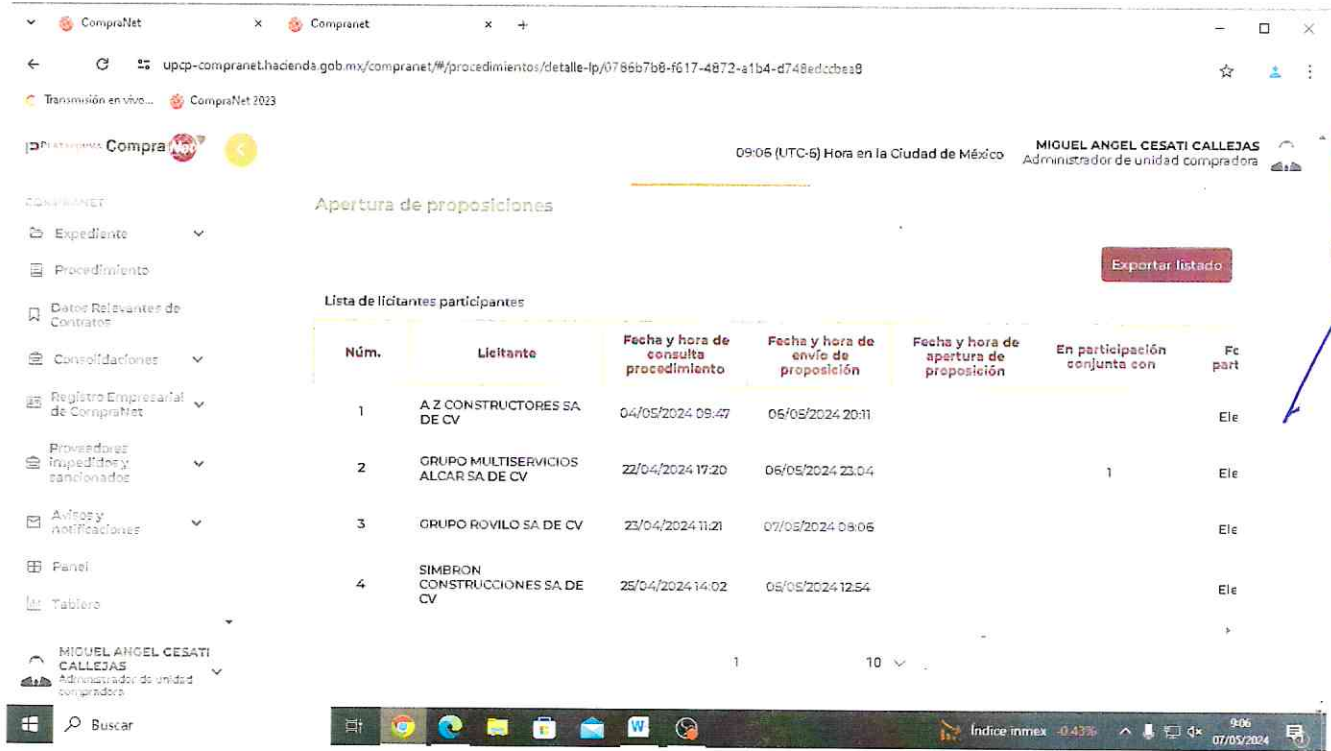 CompraNet
Compranet
upcp-compranet.hacienda.gob.mx/compranet/#/procedimientos/detalle-lp/0786b7b8-f617-4872-a1b4-d748edccbea8
Transmisión en vivo...
CompraNet 2023
CompraNet
09:06 (UTC-6) Hora en la Ciudad de México
MIGUEL ANGEL CESATI CALLEJAS
Administrador de unidad compradora
COMPRANET
Expediente
Procedimiento
Datos Relevantes de
Contratos
Consolidaciones
Registro Empresarial
de CompraNet
Proveedores
impedidos y
sancionados
Avisos y
notificaciones
Panel
Tablero
MIGUEL ANGEL CESATI
CALLEJAS
Administrador de unidad
compradora
Apertura de proposiciones
Exportar listado
Lista de licitantes participantes
Núm.
Licitante
Fecha y hora de
consulta
procedimiento
Fecha y hora de
envío de
proposición
Fecha y hora de
apertura de
proposición
En participación
conjunta con
Fo
part
1
A Z CONSTRUCTORES SA
DE CV
04/05/2024 09:47
06/05/2024 20:11
Ele
2
GRUPO MULTISERVICIOS
ALCAR SA DE CV
22/04/2024 17:20
06/05/2024 23:04
1
Ele
3
GRUPO ROVILO SA DE CV
23/04/2024 11:21
07/05/2024 08:06
Ele
4
SIMBRON
CONSTRUCCIONES SA DE
CV
25/04/2024 14:02
06/05/2024 12:54
Ele
1
10
Buscar
Índice inmex -0.43%
9:06
07/05/2024